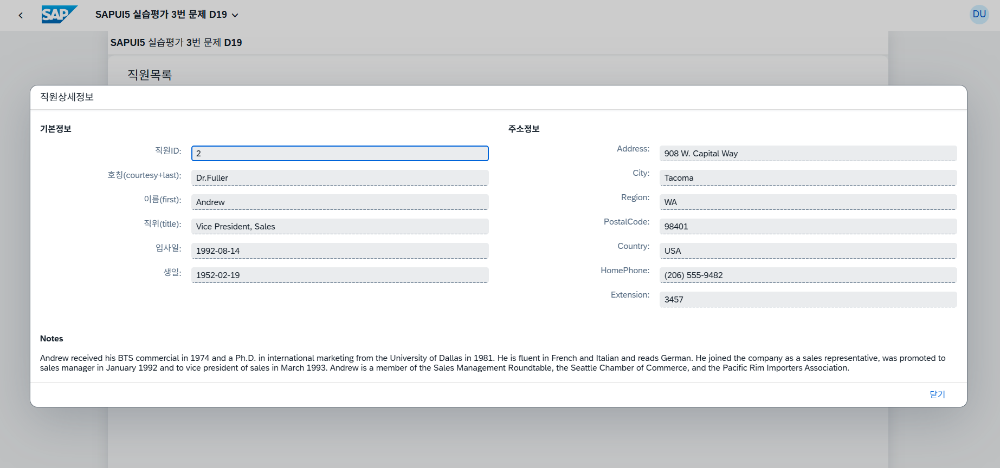 SAP
SAPUI5 실습평가 3번 문제 D19
DU
SAPUI5 실습평가 3번 문제 D19
직원목록
직원상세정보
기본정보
직원ID: 2
호칭(courtesy+last): Dr.Fuller
이름(first): Andrew
직위(title): Vice President, Sales
입사일: 1992-08-14
생일: 1952-02-19
주소정보
Address: 908 W. Capital Way
City: Tacoma
Region: WA
PostalCode: 98401
Country: USA
HomePhone: (206) 555-9482
Extension: 3457
Notes
Andrew received his BTS commercial in 1974 and a Ph.D. in international marketing from the University of Dallas in 1981. He is fluent in French and Italian and reads German. He joined the company as a sales representative, was promoted to
sales manager in January 1992 and to vice president of sales in March 1993. Andrew is a member of the Sales Management Roundtable, the Seattle Chamber of Commerce, and the Pacific Rim Importers Association.
닫기